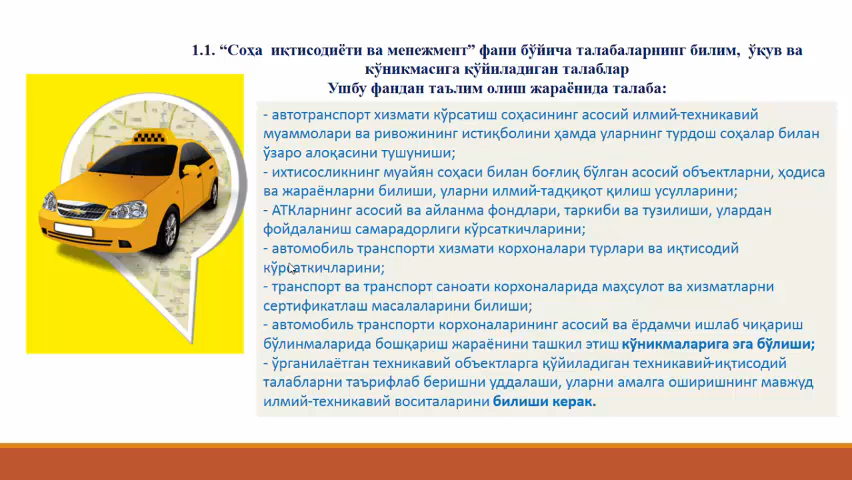 1.1. “Соҳа иқтисодиёти ва менежмент” фани бўйича талабаларнинг билим, ўқув ва
кўникмасига қўйиладиган талаблар
Ушбу фандан таълим олиш жараёнида талаба:
- автотранспорт хизмати кўрсатиш соҳасининг асосий илмий-техникавий
муаммолари ва ривожининг истиқболини ҳамда уларнинг турдош соҳалар билан
ўзаро алоқасини тушуниши;
- ихтисосликнинг муайян соҳаси билан боғлиқ бўлган асосий объектларни, ҳодиса
ва жараёнларни билиши, уларни илмий-тадқиқот қилиш усулларини;
- АТКларнинг асосий ва айланма фондлари, таркиби ва тузилиши, улардан
фойдаланиш самарадорлиги кўрсаткичларини;
- автомобиль транспорти хизмати корхоналари турлари ва иқтисодий
кўрсаткичларини;
- транспорт ва транспорт саноати корхоналарида маҳсулот ва хизматларни
сертификатлаш масалаларини билиши;
- автомобиль транспорти корхоналарининг асосий ва ёрдамчи ишлаб чиқариш
бўлинмаларида бошқариш жараёнини ташкил этиш кўникмаларига эга бўлиши;
- ўрганилаётган техникавий объектларга қўйиладиган техникавий-иқтисодий
талабларни таърифлаб беришни уддалаши, уларни амалга оширишнинг мавжуд
илмий-техникавий воситаларини билиши керак.